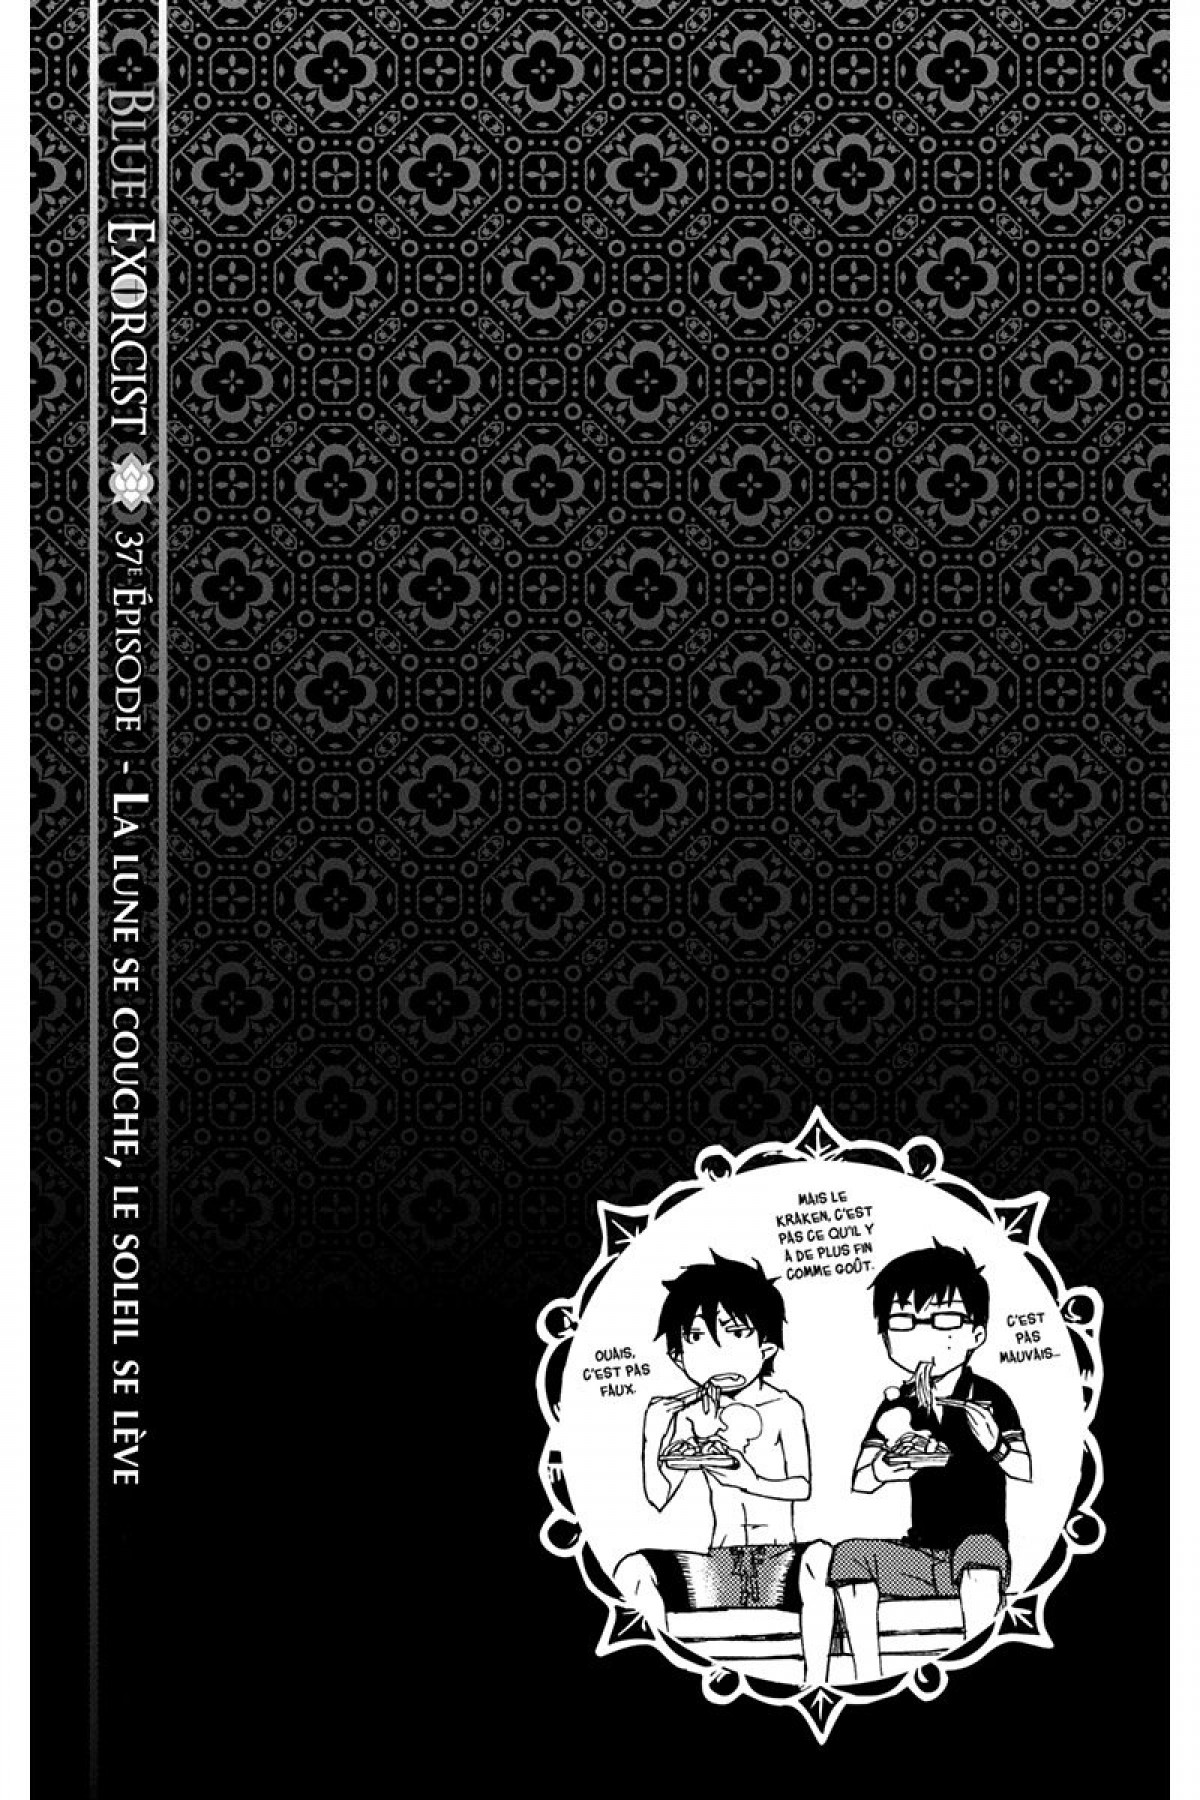 BLUE EXORCIST 37E ÉPISODE - LA LUNE SE COUCHE, LE SOLEIL SE LÈVE
MAIS LE
KRAKEN, C'EST
PAS CE QU'IL Y
A DE PLUS FIN
COMME GOÛT.
OUAIS,
C'EST PAS
FAUX.
C'EST
PAS
MAUVAIS...